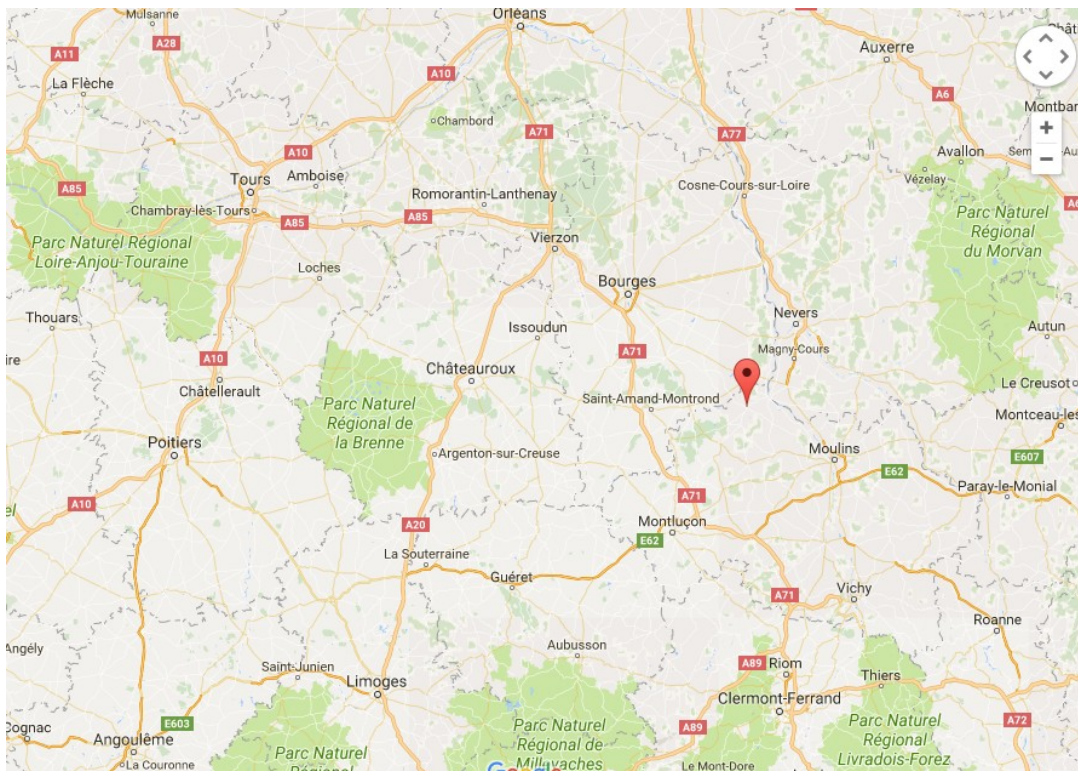 Mulsanne
Orléans
A11
A28
La Flèche
A10
Auxerre
A6
Montbar
Chambord
A71
A77
A10
Avallon
Vézelay
A85
Tours
Amboise
Romorantin-Lanthenay
Cosne-Cours-sur-Loire
Chambray-lès-Tours
A85
A85
Parc Naturel Régional
Loire-Anjou-Touraine
Parc Naturel
Régional
du Morvan
Vierzon
Loches
Bourges
Thouars
Issoudun
Nevers
Autun
A10
A71
Magny-Cours
Châtellerault
Châteauroux
Le Creusot
Saint-Amand-Montrond
Parc Naturel
Régional de
la Brenne
Montceau-les
Poitiers
Argenton-sur-Creuse
Moulins
E607
E62
Paray-le-Monial
A10
A71
A20
Montluçon
E62
La Souterraine
Guéret
Vichy
A71
Roanne
Angély
Aubusson
Saint-Junien
A89
Riom
Thiers
Limoges
Clermont-Ferrand
Cognac
E603
A89
A72
Angoulême
La Couronne
Parc Naturel
Parc Naturel
Régional de
Millevaches
Le Mont-Dore
Parc Naturel
Régional
Livradois-Forez